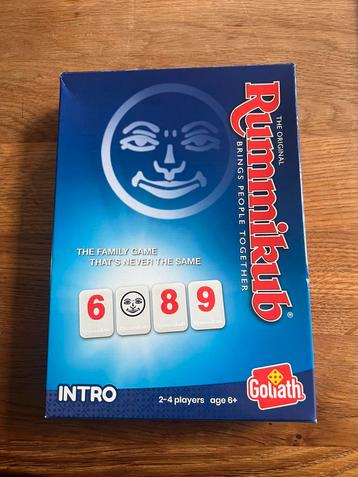 THE ORIGINAL
Rummikub®
BRINGS PEOPLE TOGETHER
THE FAMILY GAME
THAT'S NEVER THE SAME
6 8 9
INTRO
2-4 players age 6+
Goliath